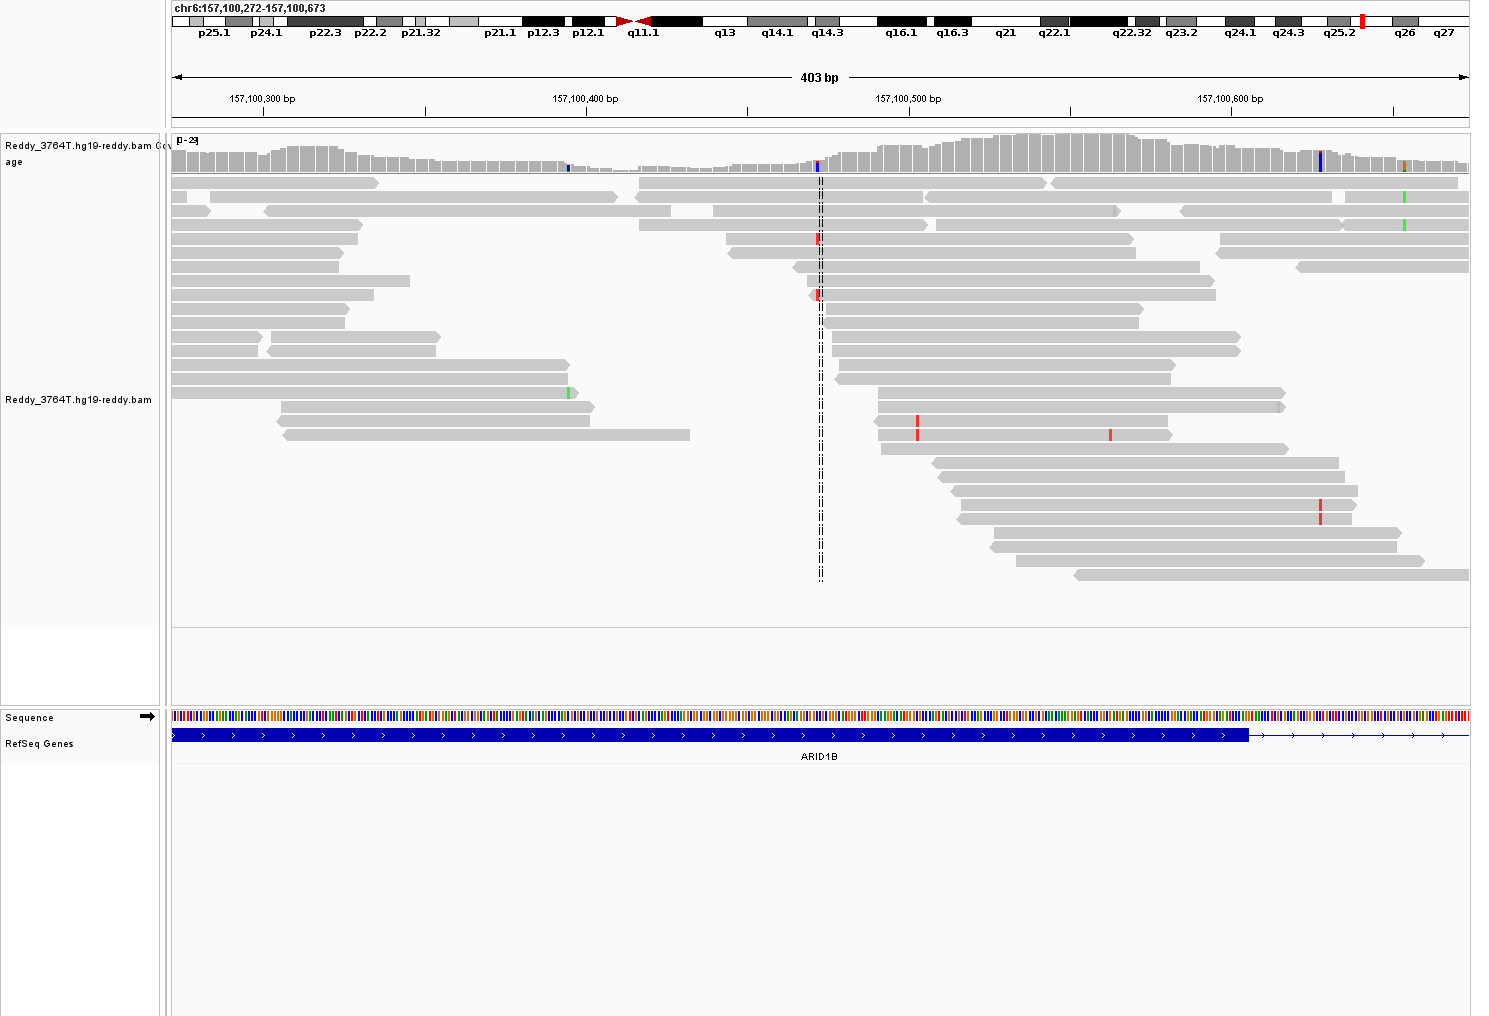 chr6:157,100,272-157,100,673
p25.1 p24.1 p22.3 p22.2 p21.32 p21.1 p12.3 p12.1 q11.1 q13 q14.1 q14.3 q16.1 q16.3 q21 q22.1 q22.32 q23.2 q24.1 q24.3 q25.2 q26 q27
403 bp
157,100,300 bp 157,100,400 bp 157,100,500 bp 157,100,600 bp
[0 - 29]
Reddy_3764T.hg19-reddy.bam Cov
age
Reddy_3764T.hg19-reddy.bam
Sequence
RefSeq Genes
ARID1B